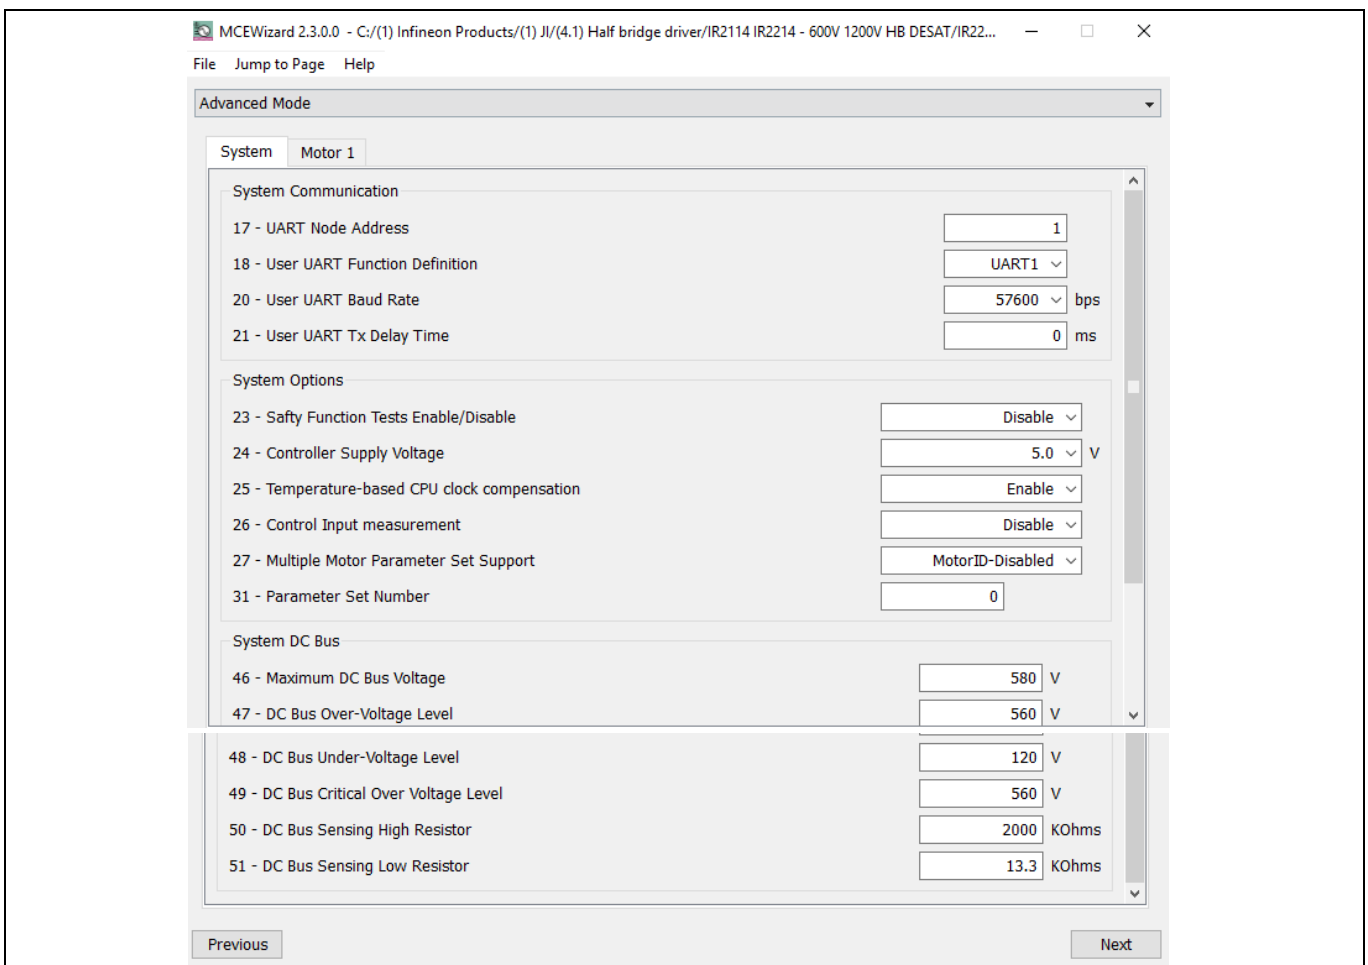 MCEWizard 2.3.0.0 - C:/(1) Infineon Products/(1) JI/(4.1) Half bridge driver/IR2114 IR2214 - 600V 1200V HB DESAT/IR22...
File Jump to Page Help
Advanced Mode
System Motor 1
System Communication
17 - UART Node Address 1
18 - User UART Function Definition UART1
20 - User UART Baud Rate 57600 bps
21 - User UART Tx Delay Time 0 ms
System Options
23 - Safty Function Tests Enable/Disable Disable
24 - Controller Supply Voltage 5.0 V
25 - Temperature-based CPU clock compensation Enable
26 - Control Input measurement Disable
27 - Multiple Motor Parameter Set Support MotorID-Disabled
31 - Parameter Set Number 0
System DC Bus
46 - Maximum DC Bus Voltage 580 V
47 - DC Bus Over-Voltage Level 560 V
48 - DC Bus Under-Voltage Level 120 V
49 - DC Bus Critical Over Voltage Level 560 V
50 - DC Bus Sensing High Resistor 2000 KOhms
51 - DC Bus Sensing Low Resistor 13.3 KOhms
Previous Next